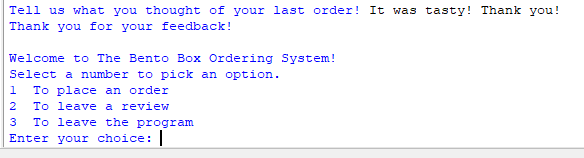 Tell us what you thought of your last order! It was tasty! Thank you!
Thank you for your feedback!
Welcome to The Bento Box Ordering System!
Select a number to pick an option.
1  To place an order
2  To leave a review
3  To leave the program
Enter your choice: